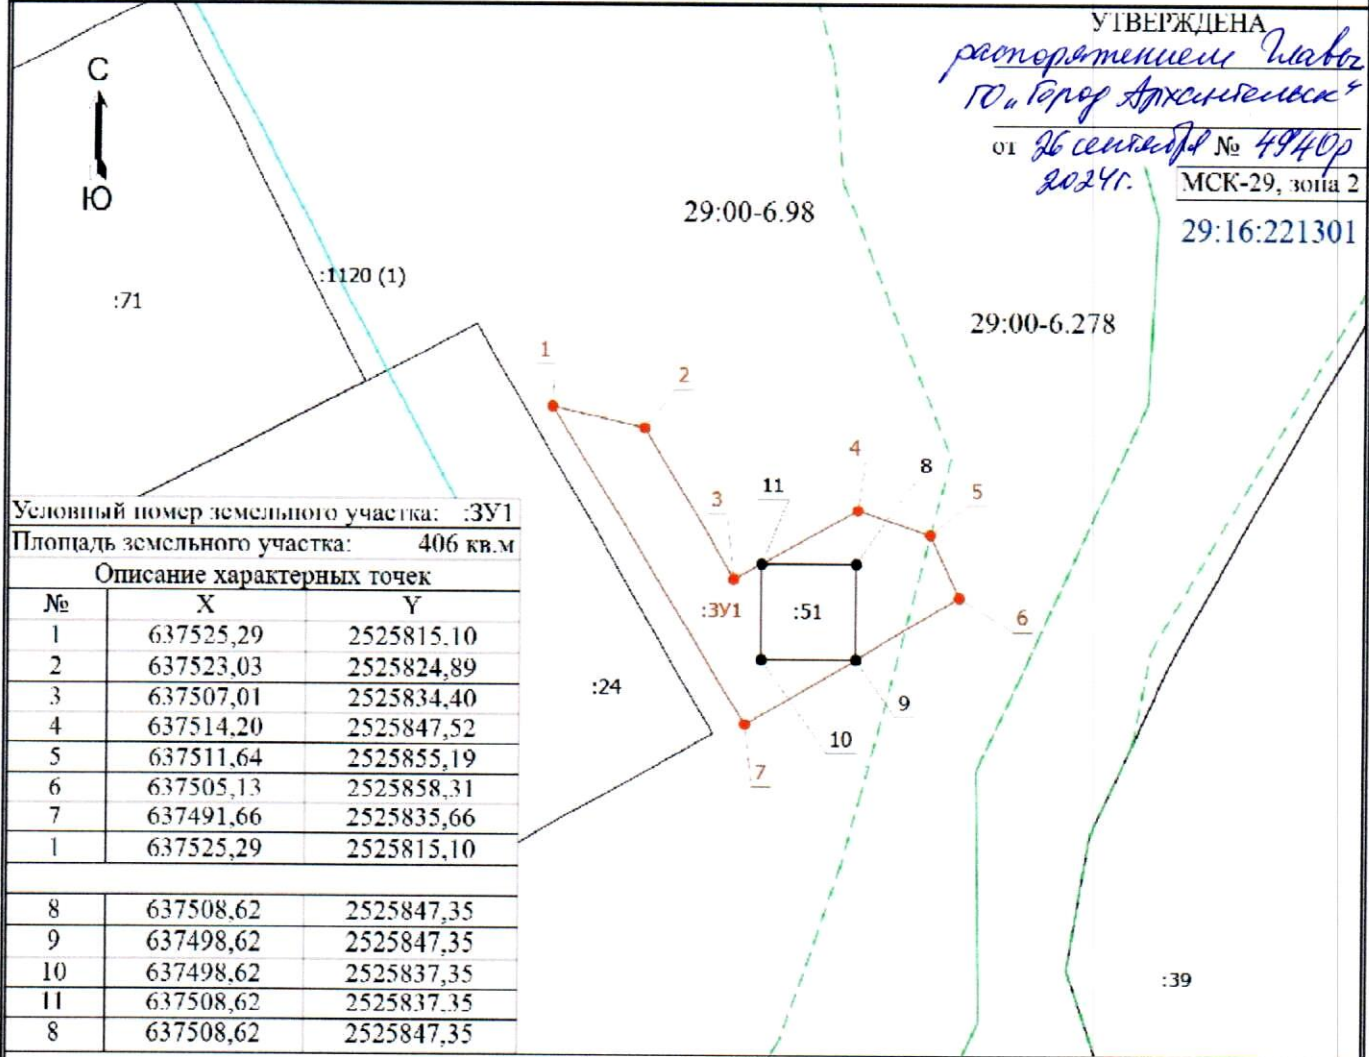 УТВЕРЖДЕНА
распоряжением Главы
ГО „Город Архангельск"
от 26 сентября № 4940р
2024г.
МСК-29, зона 2
29:16:221301
С
Ю
29:00-6.98
29:00-6.278
:1120 (1)
:71
1
2
3
11
4
8
5
:ЗУ1
:51
6
:24
9
10
7
:39
Условный номер земельного участка: :ЗУ1
Площадь земельного участка: 406 кв.м
Описание характерных точек
№ X Y
1 637525,29 2525815,10
2 637523,03 2525824,89
3 637507,01 2525834,40
4 637514,20 2525847,52
5 637511,64 2525855,19
6 637505,13 2525858,31
7 637491,66 2525835,66
1 637525,29 2525815,10
8 637508,62 2525847,35
9 637498,62 2525847,35
10 637498,62 2525837,35
11 637508,62 2525837,35
8 637508,62 2525847,35